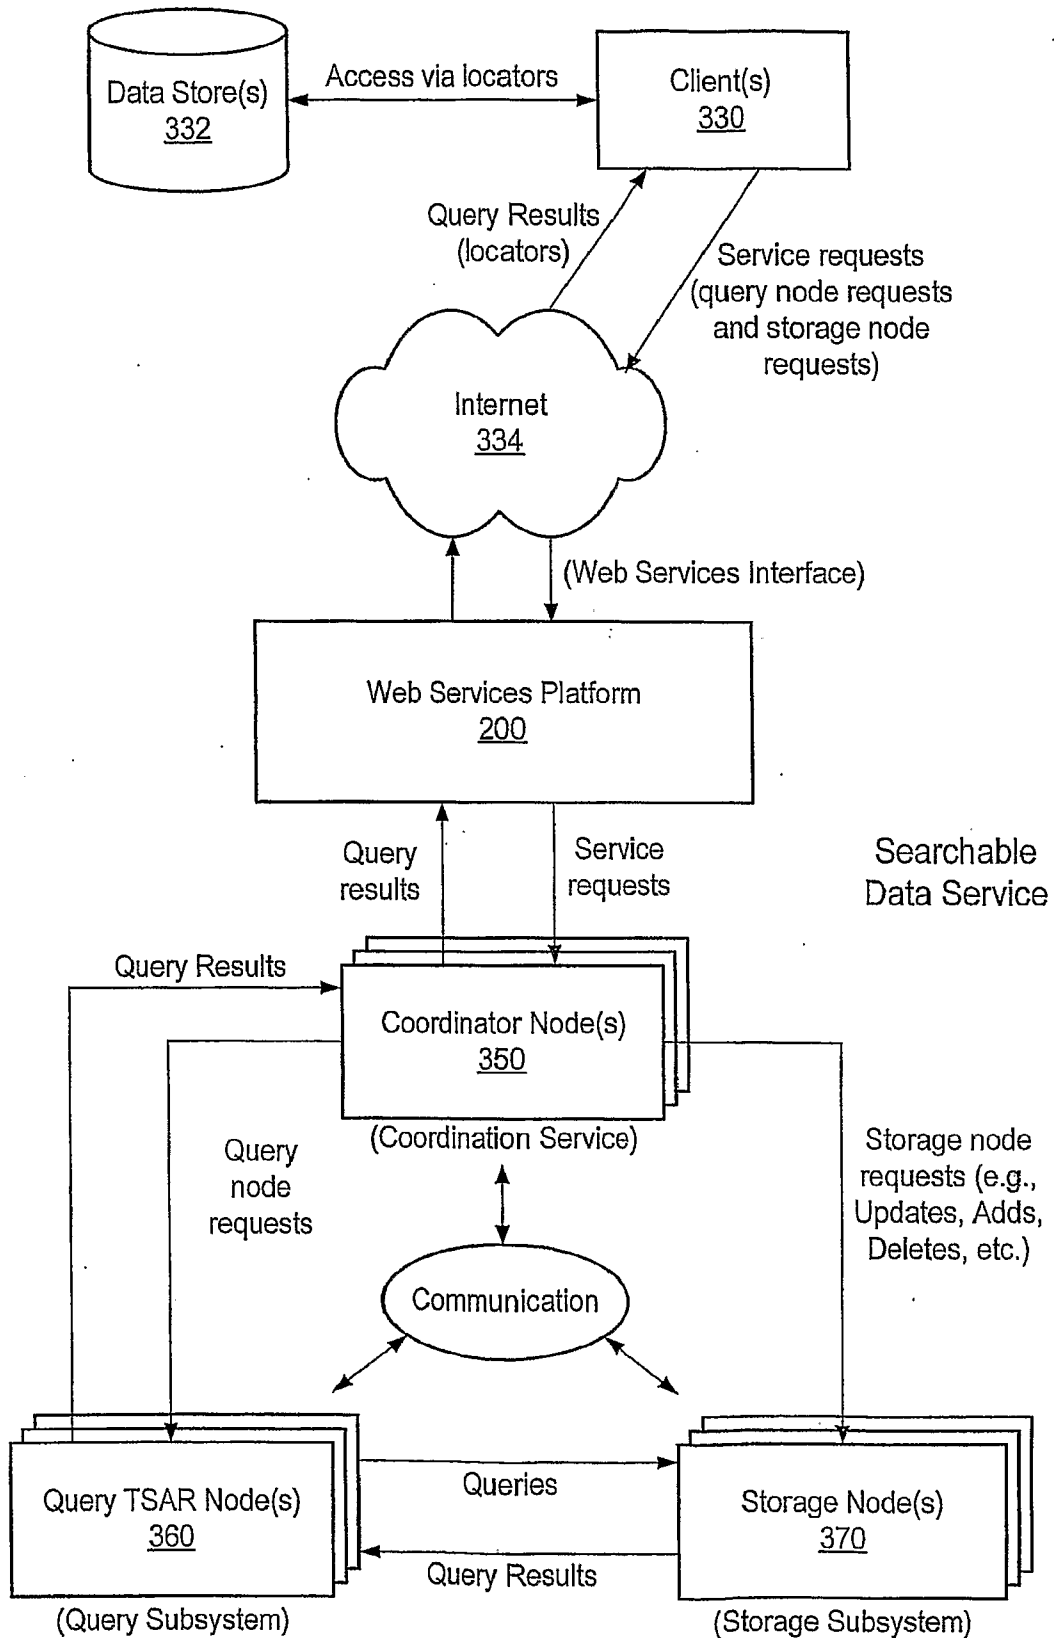 Data Store(s)
332
Access via locators
Client(s)
330
Query Results
(locators)
Service requests
(query node requests
and storage node
requests)
Internet
334
(Web Services Interface)
Web Services Platform
200
Query
results
Service
requests
Searchable
Data Service
Query Results
Coordinator Node(s)
350
(Coordination Service)
Query
node
requests
Storage node
requests (e.g.,
Updates, Adds,
Deletes, etc.)
Communication
Query TSAR Node(s)
360
(Query Subsystem)
Queries
Query Results
Storage Node(s)
370
(Storage Subsystem)